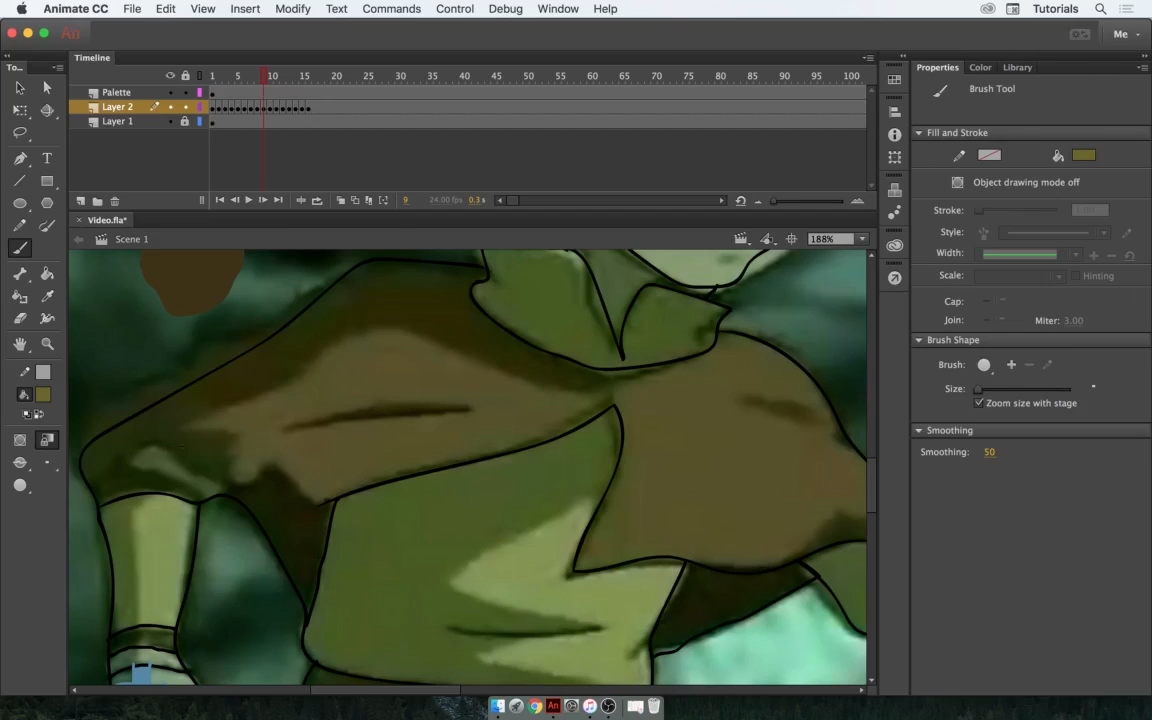 Animate CC File Edit View Insert Modify Text Commands Control Debug Window Help Tutorials
An Me
To... Timeline Properties Color Library
1 5 10 15 20 25 30 35 40 45 50 55 60 65 70 75 80 85 90 95 100
Brush Tool
Palette
Layer 2
Layer 1
Fill and Stroke
Object drawing mode off
9 24.00 fps 0.3 s
Stroke:
Video.fla*
Style:
Scene 1 188%
Width:
Scale: Hinting
Cap:
Join: Miter: 3.00
Brush Shape
Brush:
Size:
Zoom size with stage
Smoothing
Smoothing: 50
An